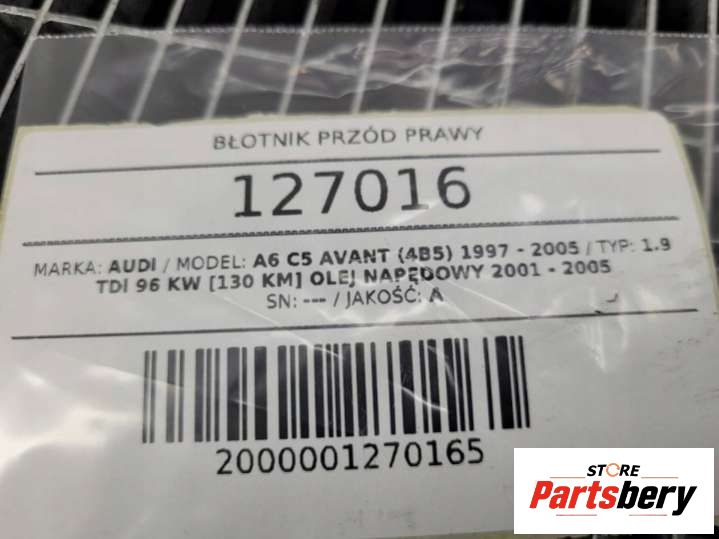 BŁOTNIK PRZÓD PRAWY
127016
MARKA: AUDI / MODEL: A6 C5 AVANT (4B5) 1997 - 2005 / TYP: 1.9
TDI 96 KW [130 KM] OLEJ NAPĘDOWY 2001 - 2005
SN: --- / JAKOŚĆ: A
2000001270165
STORE
Partsbery